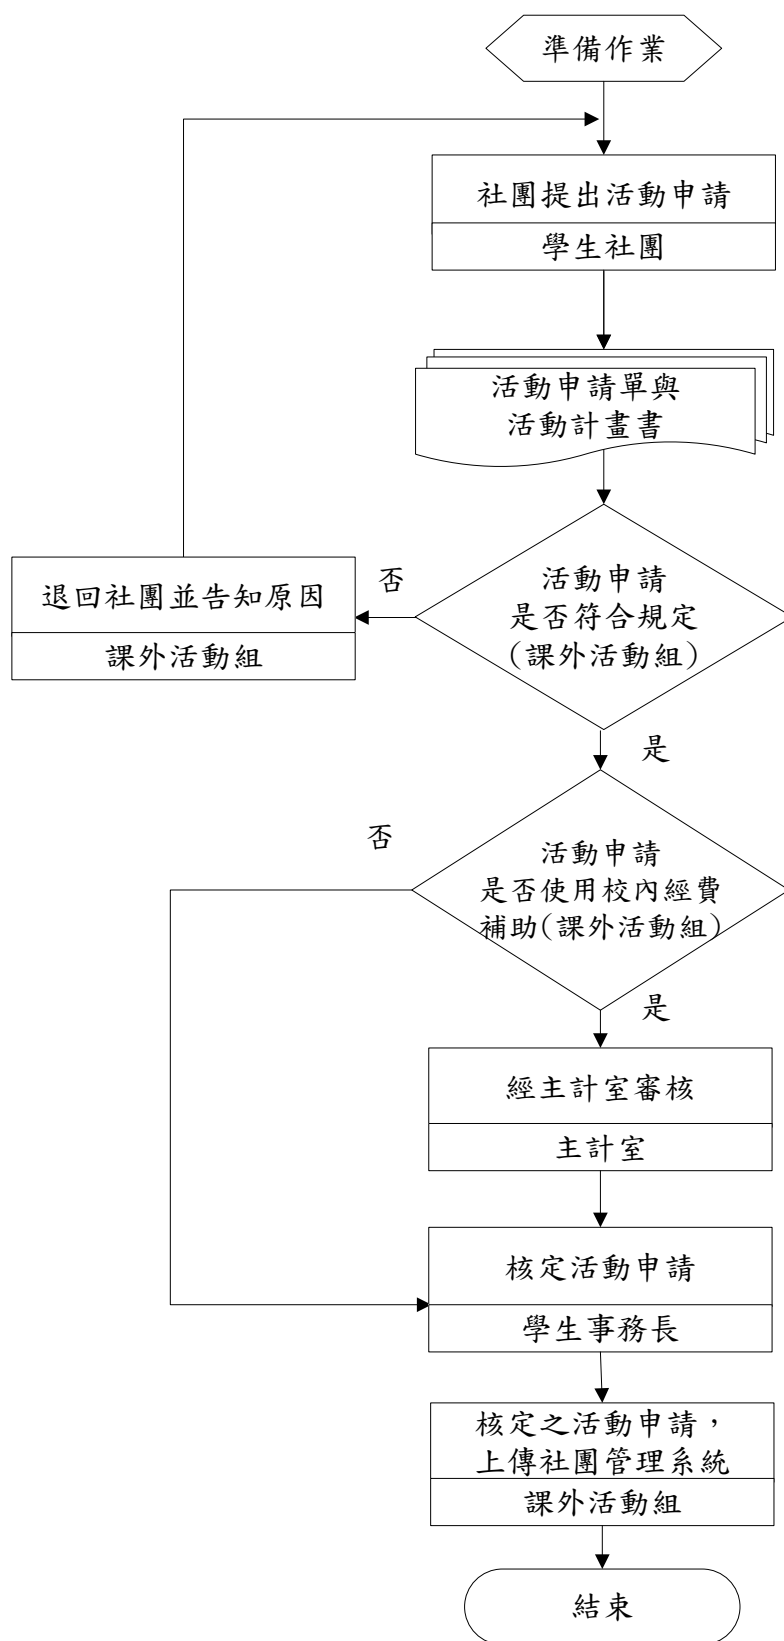 準備作業
社團提出活動申請
學生社團
活動申請單與
活動計畫書
活動申請
是否符合規定
(課外活動組)
否
退回社團並告知原因
課外活動組
是
活動申請
是否使用校內經費
補助(課外活動組)
否
是
經主計室審核
主計室
核定活動申請
學生事務長
核定之活動申請，
上傳社團管理系統
課外活動組
結束